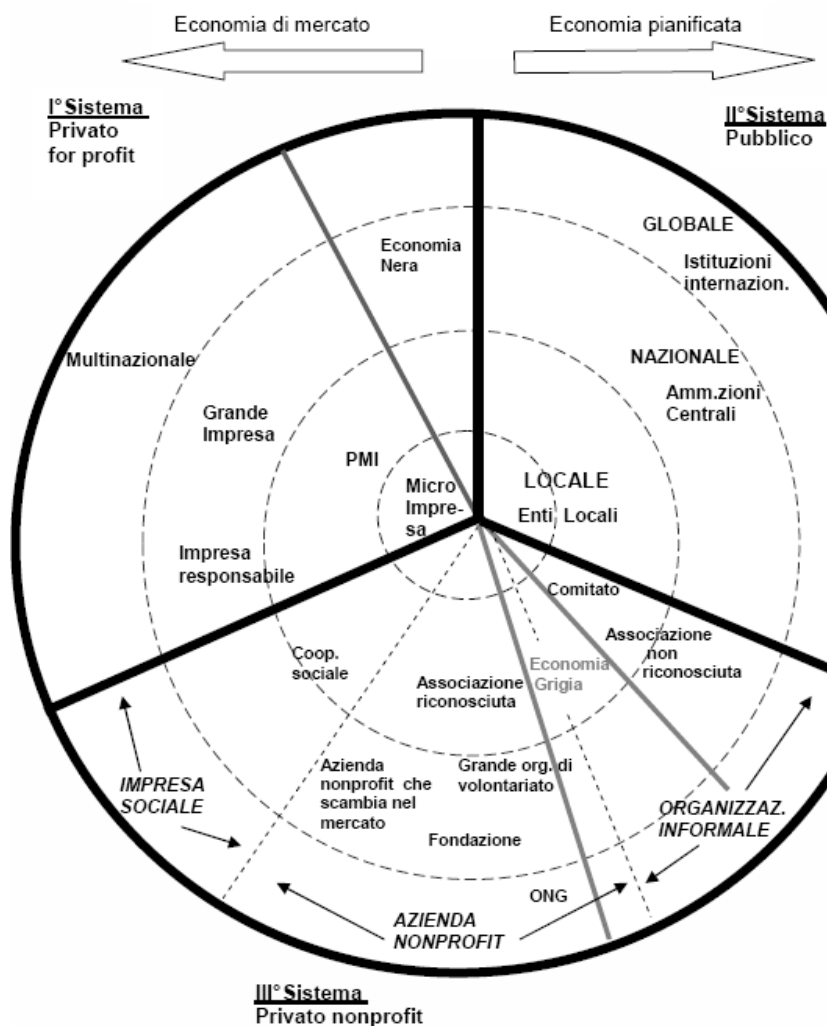 Economia di mercato
Economia pianificata
I° Sistema
Privato
for profit
II° Sistema
Pubblico
GLOBALE
Istituzioni
internazion.
Economia
Nera
NAZIONALE
Amm.zioni
Centrali
Multinazionale
Grande
Impresa
PMI
Micro
Impre-
sa
LOCALE
Enti Locali
Impresa
responsabile
Comitato
Associazione
non
riconosciuta
Coop.
sociale
Associazione
riconosciuta
Economia
Grigia
Azienda
nonprofit che
scambia nel
mercato
Grande org. di
volontariato
Fondazione
IMPRESA
SOCIALE
ORGANIZZAZ.
INFORMALE
ONG
AZIENDA
NONPROFIT
III° Sistema
Privato nonprofit